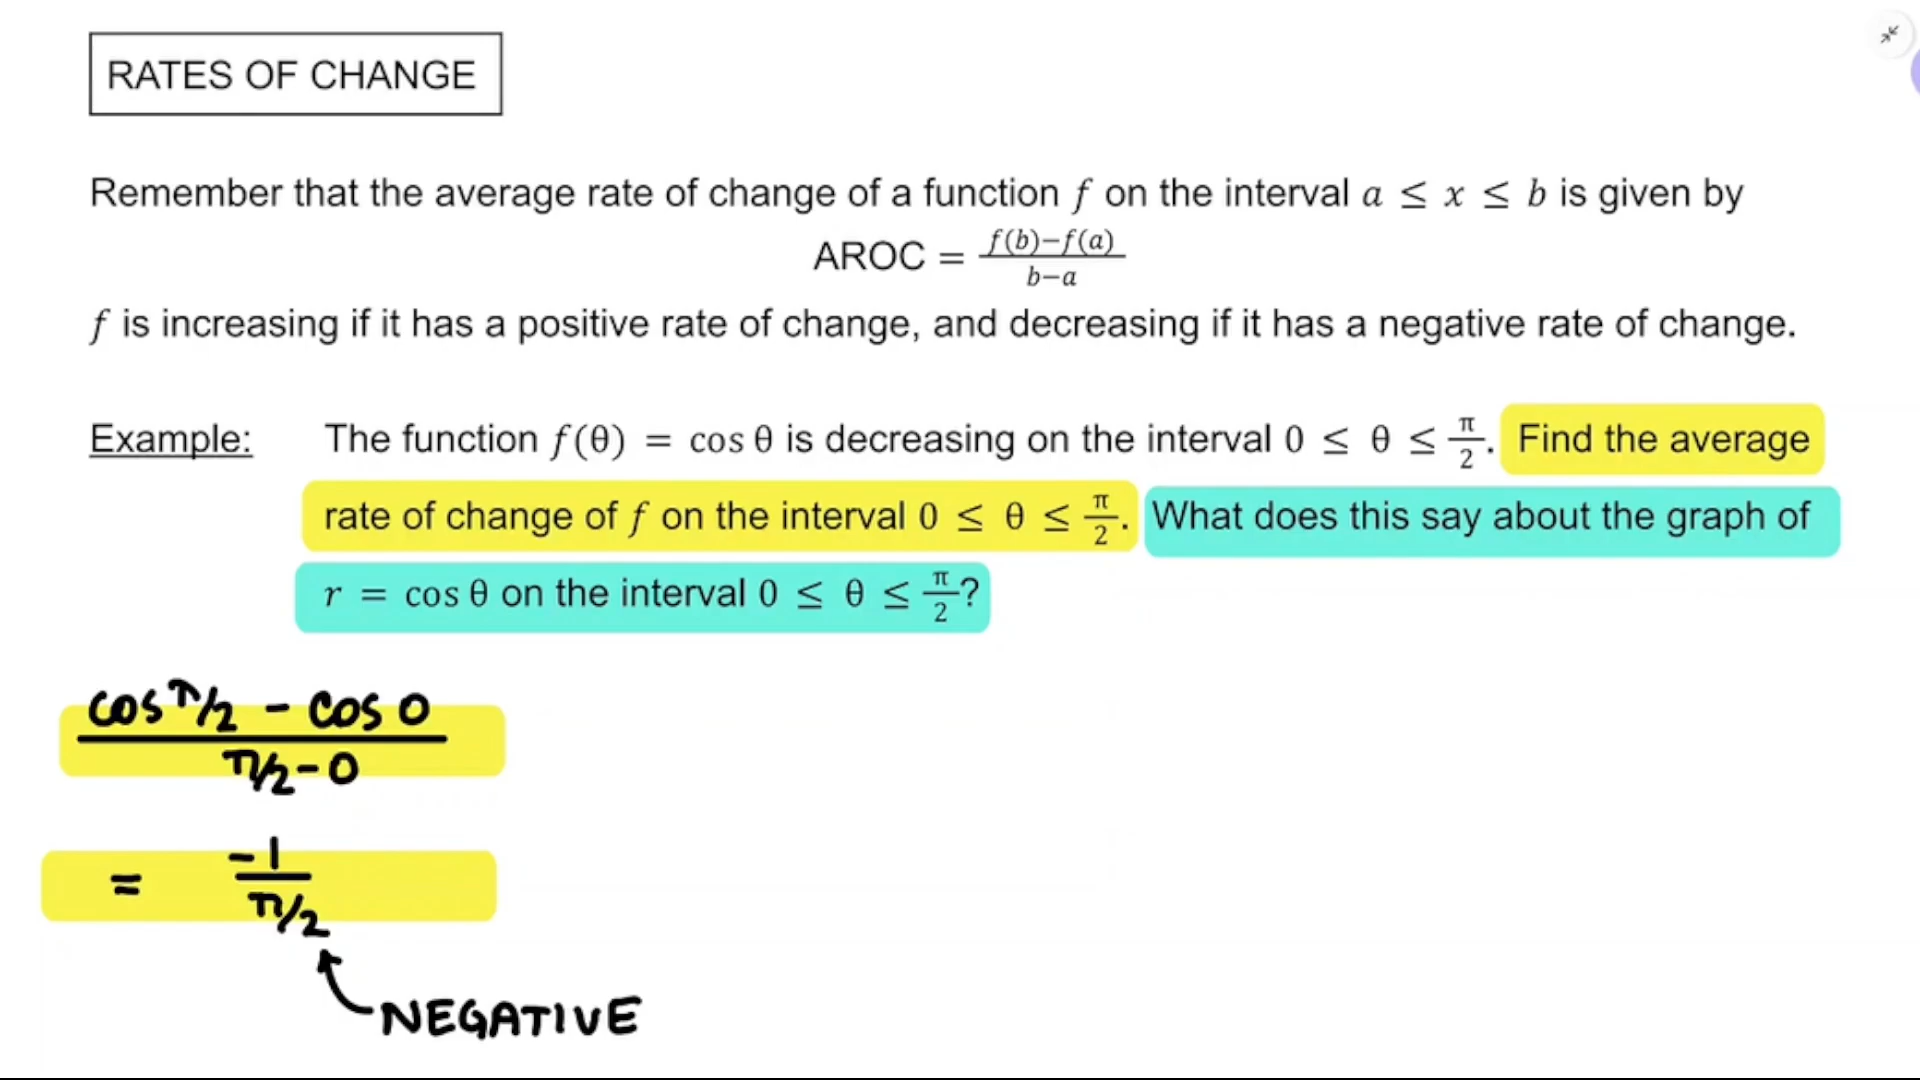 RATES OF CHANGE
Remember that the average rate of change of a function f on the interval a ≤ x ≤ b is given by
AROC = f(b)−f(a) / b−a
f is increasing if it has a positive rate of change, and decreasing if it has a negative rate of change.
Example: The function f(θ) = cos θ is decreasing on the interval 0 ≤ θ ≤ π/2. Find the average
rate of change of f on the interval 0 ≤ θ ≤ π/2. What does this say about the graph of
r = cos θ on the interval 0 ≤ θ ≤ π/2?
cos π/2 − cos 0
π/2 − 0
= −1
π/2
NEGATIVE